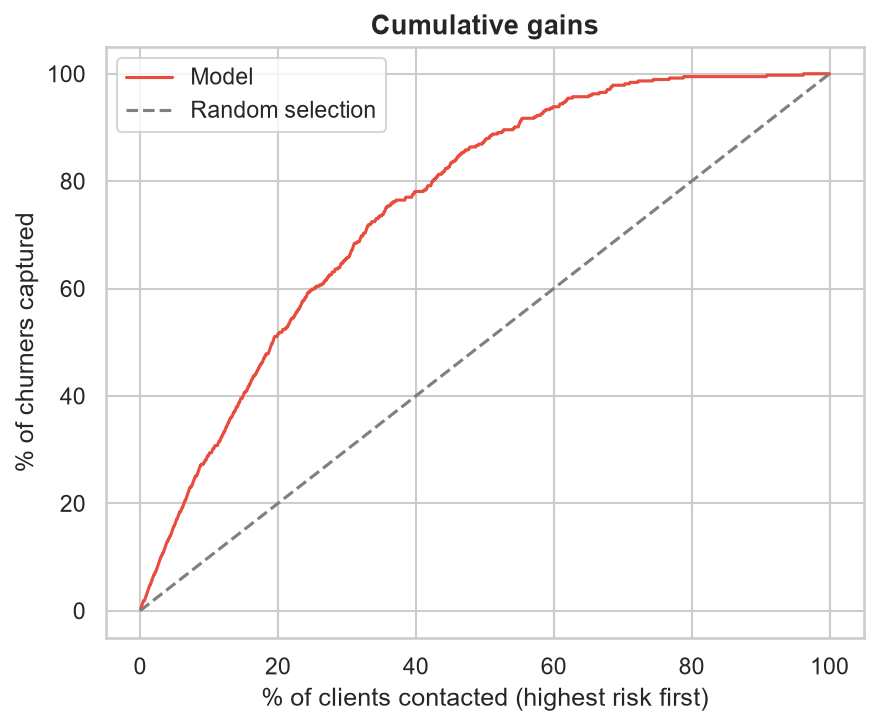 Cumulative gains
Model
Random selection
100
80
60
40
20
0
% of churners captured
0 20 40 60 80 100
% of clients contacted (highest risk first)